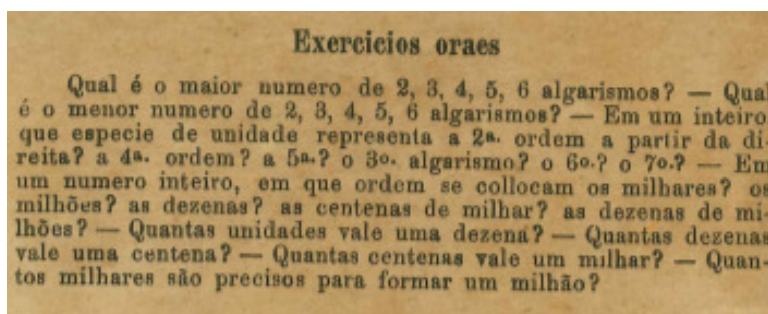 Exercicios oraes
Qual é o maior numero de 2, 3, 4, 5, 6 algarismos? — Qual
é o menor numero de 2, 3, 4, 5, 6 algarismos? — Em um inteiro
que especie de unidade representa a 2ª. ordem a partir da di-
reita? a 4ª. ordem? a 5ª.? o 3º. algarismo? o 6º.? o 7º.? — Em
um numero inteiro, em que ordem se collocam os milhares? os
milhões? as dezenas? as centenas de milhar? as dezenas de mi-
lhões? — Quantas unidades vale uma dezena? — Quantas dezenas
vale uma centena? — Quantas centenas vale um milhar? — Quan-
tos milhares são precisos para formar um milhão?